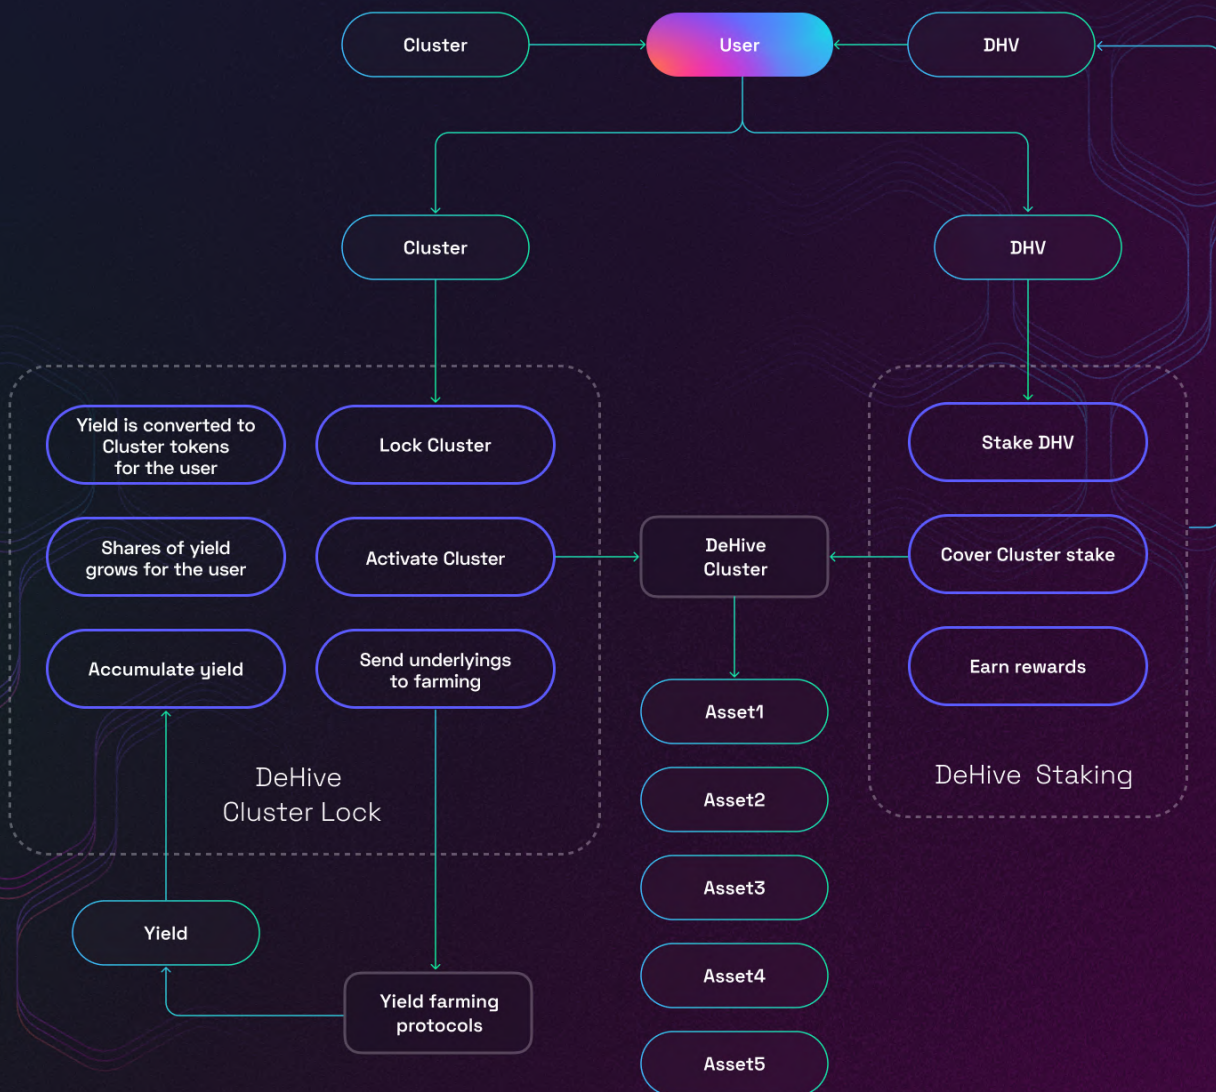 Cluster
User
DHV
Cluster
DHV
Yield is converted to
Cluster tokens
for the user
Lock Cluster
Stake DHV
Shares of yield
grows for the user
Activate Cluster
DeHive
Cluster
Cover Cluster stake
Accumulate yield
Send underlyings
to farming
Earn rewards
Asset1
DeHive
Cluster Lock
DeHive Staking
Asset2
Asset3
Yield
Asset4
Yield farming
protocols
Asset5